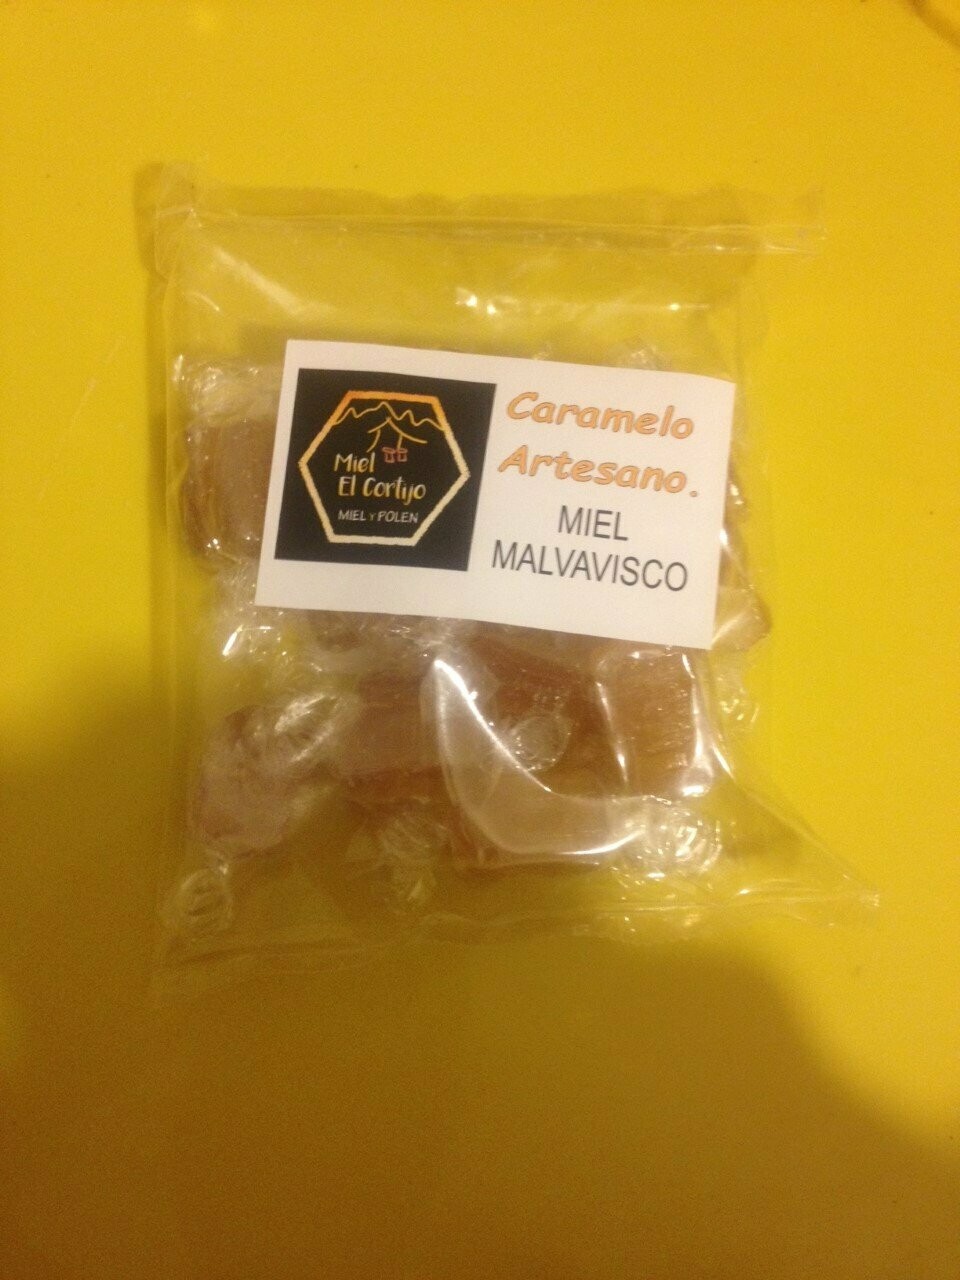 Miel
El Cortijo
MIEL Y POLEN
Caramelo
Artesano.
MIEL
MALVAVISCO